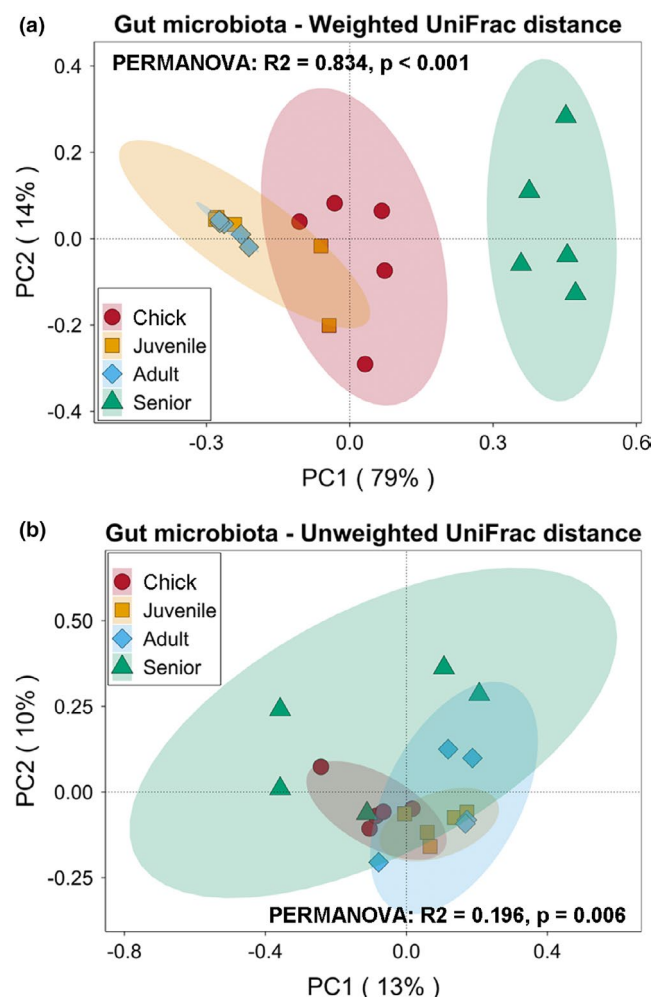 (a)
Gut microbiota - Weighted UniFrac distance
PERMANOVA: R2 = 0.834, p < 0.001
0.4
0.2
0.0
-0.2
-0.4
PC2 ( 14% )
Chick
Juvenile
Adult
Senior
-0.3
0.0
0.3
0.6
PC1 ( 79% )
(b)
Gut microbiota - Unweighted UniFrac distance
Chick
Juvenile
Adult
Senior
0.50
0.25
0.00
-0.25
PC2 ( 10% )
PERMANOVA: R2 = 0.196, p = 0.006
-0.8
-0.4
0.0
0.4
PC1 ( 13% )